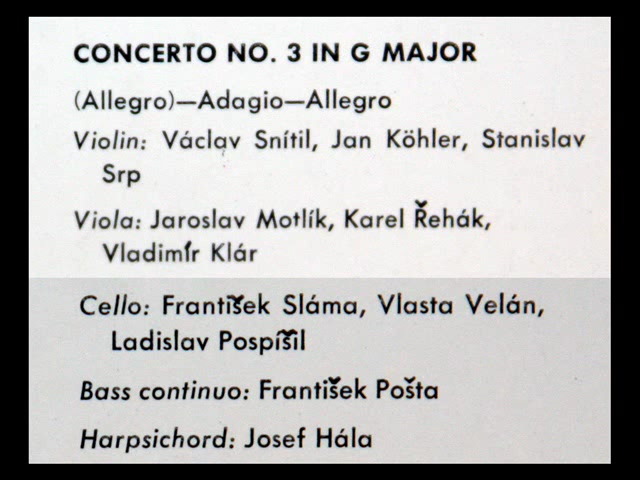 CONCERTO NO. 3 IN G MAJOR
(Allegro)—Adagio—Allegro
Violin: Václav Snítil, Jan Köhler, Stanislav
Srp
Viola: Jaroslav Motlík, Karel Řehák,
Vladimír Klár
Cello: František Sláma, Vlasta Velán,
Ladislav Pospíšil
Bass continuo: František Pošta
Harpsichord: Josef Hála